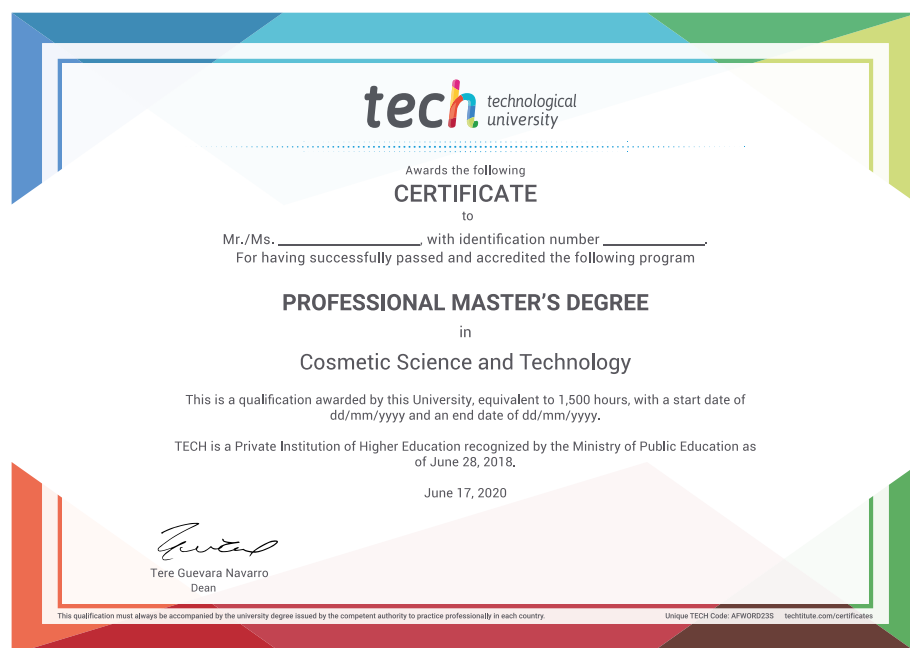 tech technological
university
Awards the following
CERTIFICATE
to
Mr./Ms. ____________________, with identification number ______________.
For having successfully passed and accredited the following program
PROFESSIONAL MASTER'S DEGREE
in
Cosmetic Science and Technology
This is a qualification awarded by this University, equivalent to 1,500 hours, with a start date of
dd/mm/yyyy and an end date of dd/mm/yyyy.
TECH is a Private Institution of Higher Education recognized by the Ministry of Public Education as
of June 28, 2018.
June 17, 2020
Tere Guevara Navarro
Dean
This qualification must always be accompanied by the university degree issued by the competent authority to practice professionally in each country. Unique TECH Code: AFWORD23S techtitute.com/certificates